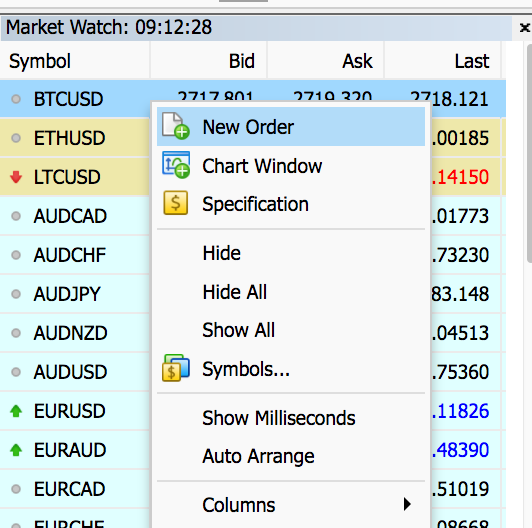 Market Watch: 09:12:28
Symbol Bid Ask Last
BTCUSD 2717.801 2719.320 2718.121
New Order
ETHUSD .00185
Chart Window
LTCUSD .14150
Specification
AUDCAD .01773
Hide
AUDCHF .73230
Hide All
AUDJPY 83.148
Show All
AUDNZD .04513
Symbols...
AUDUSD .75360
Show Milliseconds
EURUSD .11826
Auto Arrange
EURAUD .48390
EURCAD .51019
Columns
EURCHF .08668